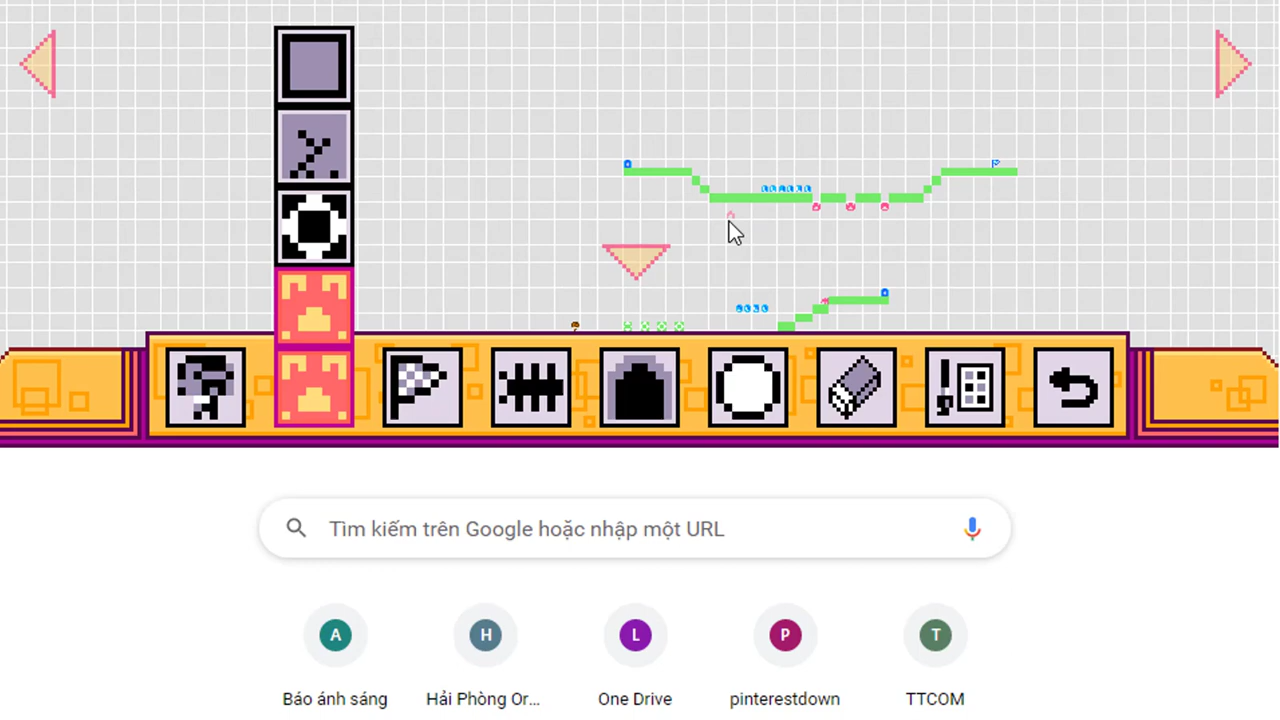 Tìm kiếm trên Google hoặc nhập một URL
A
H
L
P
T
Báo ánh sáng
Hải Phòng Or...
One Drive
pinterestdown
TTCOM